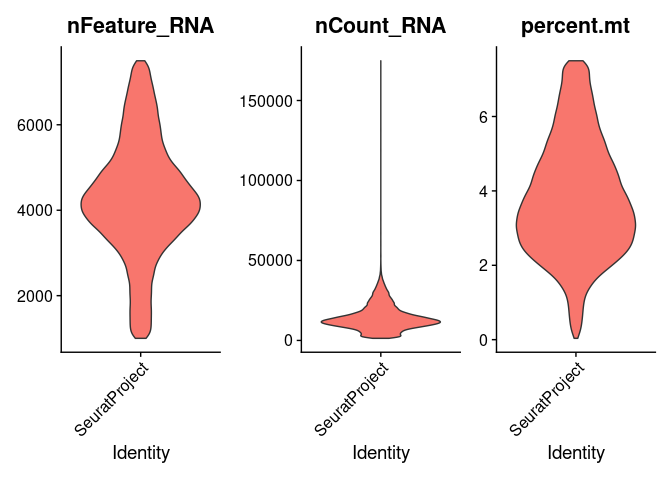 nFeature_RNA
6000
4000
2000
SeuratProject
Identity
nCount_RNA
150000
100000
50000
0
SeuratProject
Identity
percent.mt
6
4
2
0
SeuratProject
Identity